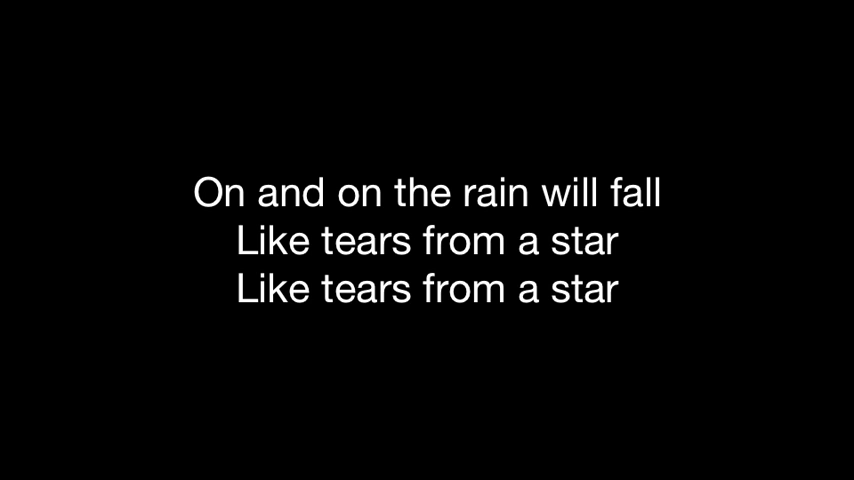 On and on the rain will fall
Like tears from a star
Like tears from a star